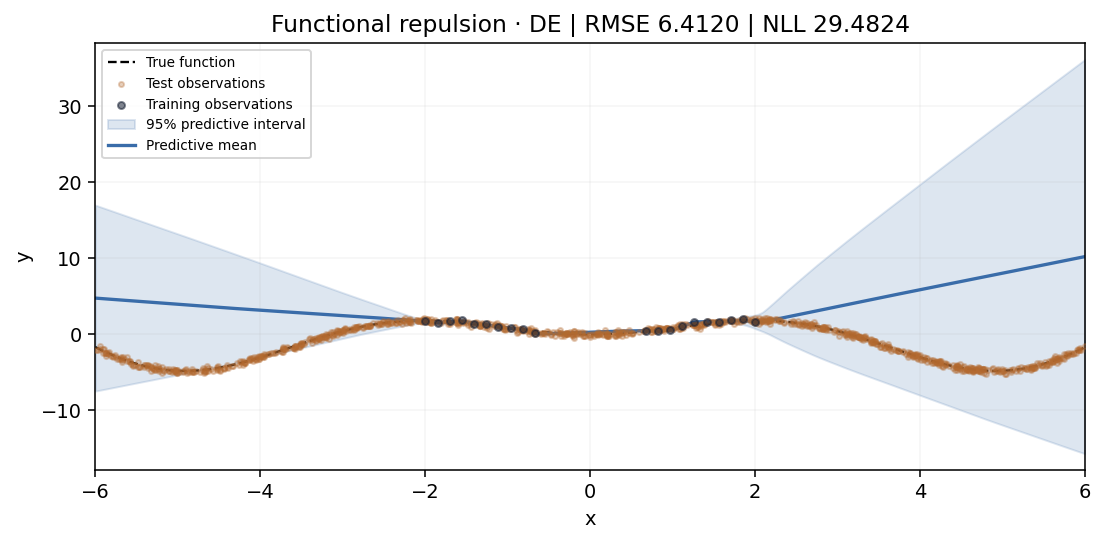 Functional repulsion · DE | RMSE 6.4120 | NLL 29.4824
True function
Test observations
Training observations
95% predictive interval
Predictive mean
y
30
20
10
0
−10
−6
−4
−2
0
2
4
6
x